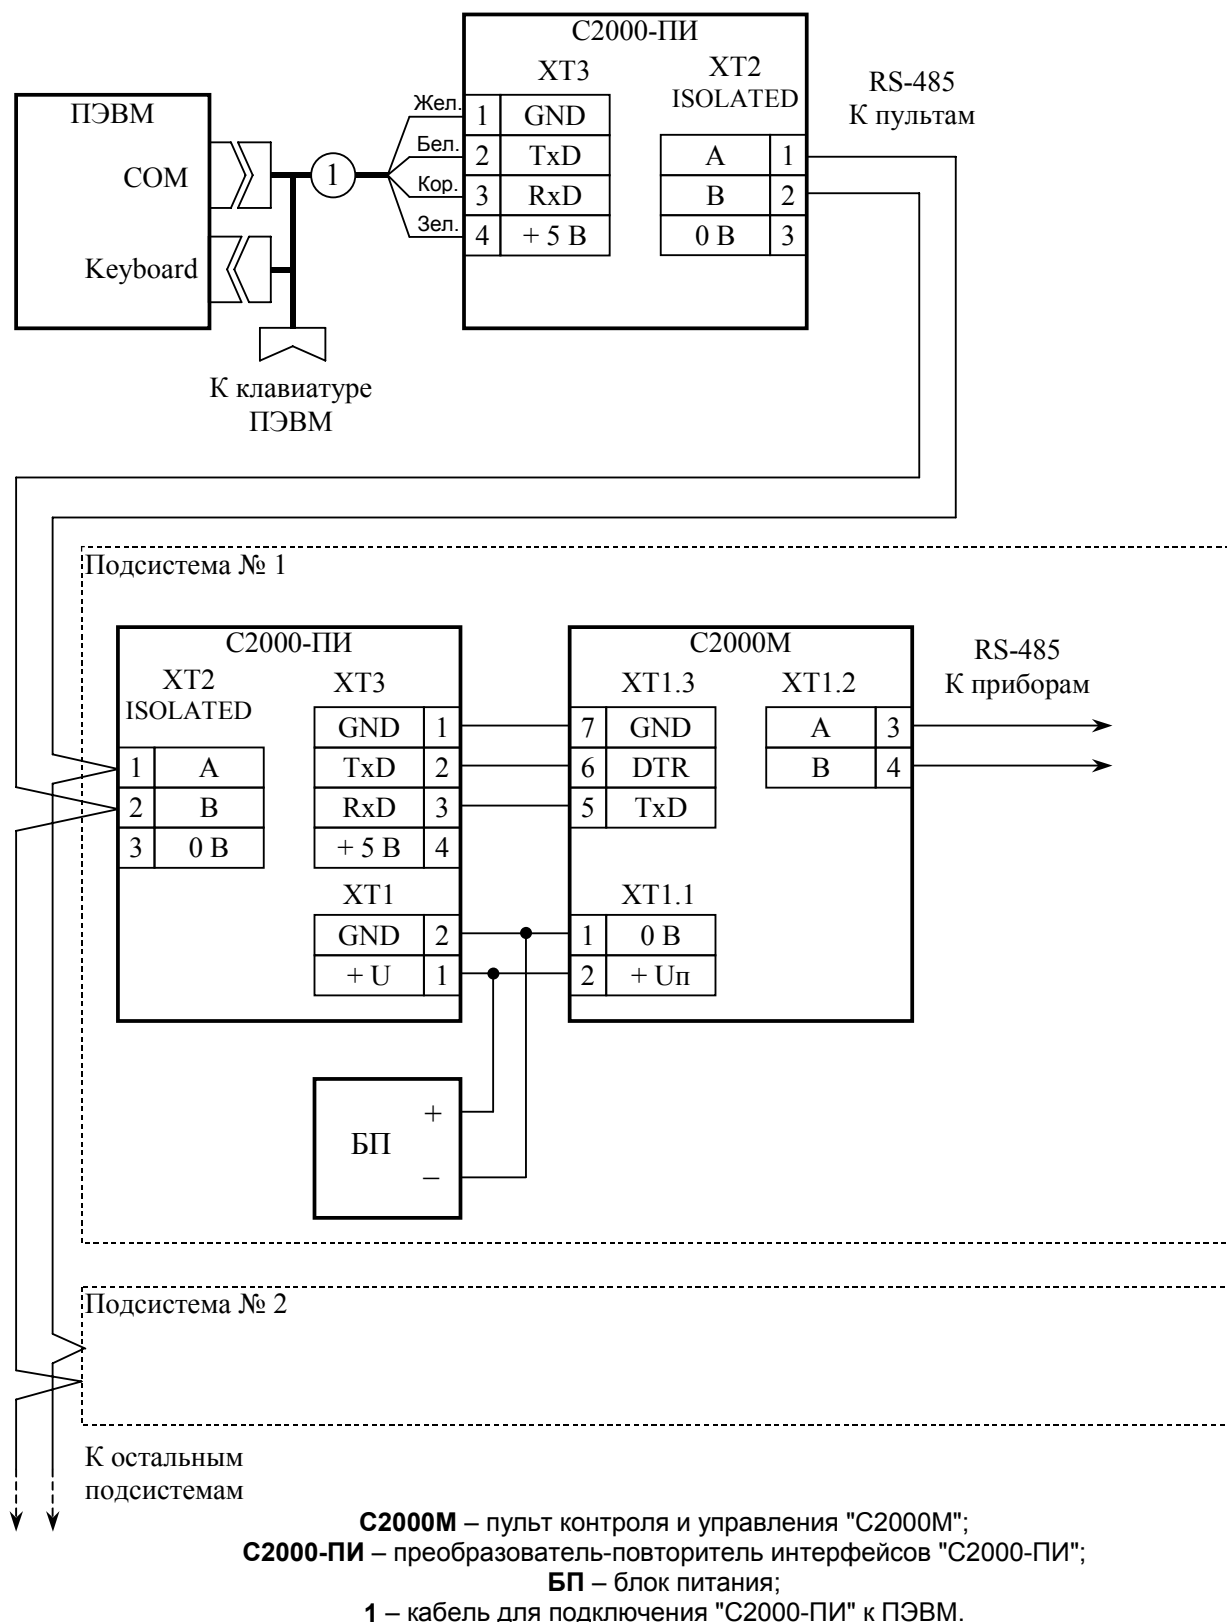 С2000-ПИ
XT3
XT2
ISOLATED
RS-485
К пультам
ПЭВМ
COM
Keyboard
1
Жел.
Бел.
Кор.
Зел.
1 GND
2 TxD
3 RxD
4 + 5 В
A 1
B 2
0 В 3
К клавиатуре
ПЭВМ
Подсистема № 1
С2000-ПИ
XT2
ISOLATED
XT3
1 A
2 B
3 0 В
GND 1
TxD 2
RxD 3
+ 5 В 4
XT1
GND 2
+ U 1
С2000М
XT1.3
XT1.2
7 GND
6 DTR
5 TxD
A 3
B 4
XT1.1
1 0 В
2 + Uп
RS-485
К приборам
БП
+
–
Подсистема № 2
К остальным
подсистемам
С2000М – пульт контроля и управления "С2000М";
С2000-ПИ – преобразователь-повторитель интерфейсов "С2000-ПИ";
БП – блок питания;
1 – кабель для подключения "С2000-ПИ" к ПЭВМ.